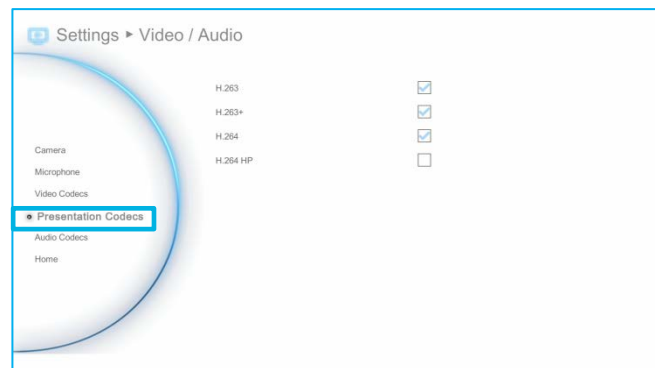 Settings ▸ Video / Audio
H.263
H.263+
H.264
H.264 HP
Camera
Microphone
Video Codecs
Presentation Codecs
Audio Codecs
Home